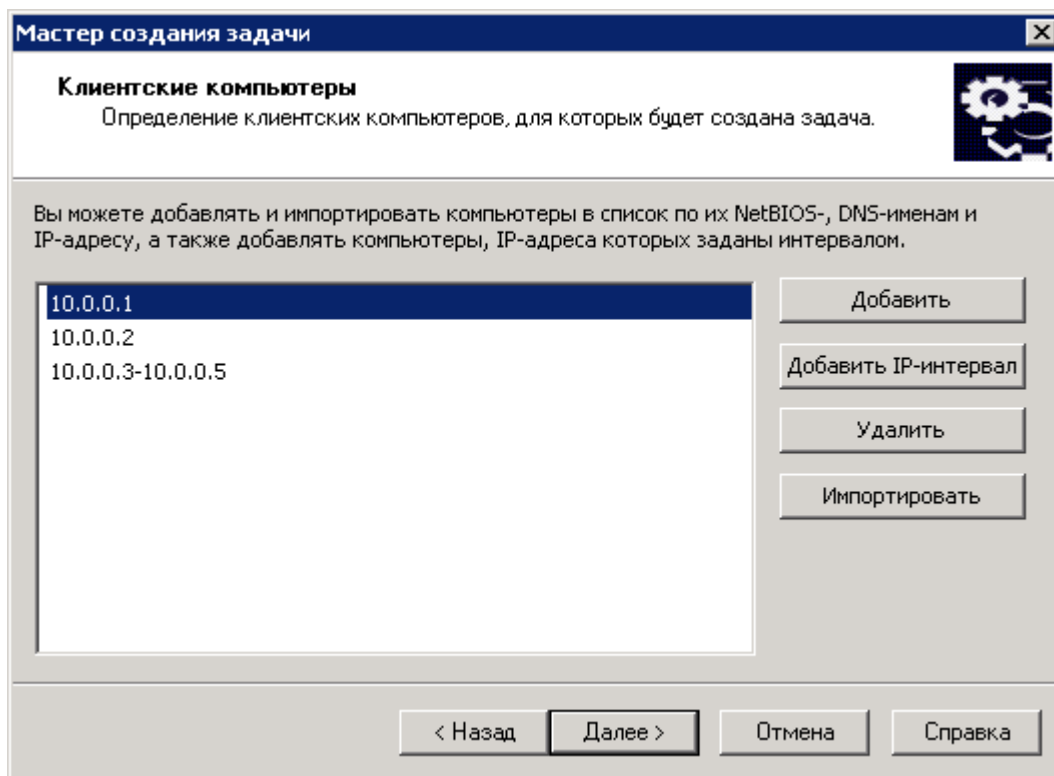 Мастер создания задачи
Клиентские компьютеры
Определение клиентских компьютеров, для которых будет создана задача.
Вы можете добавлять и импортировать компьютеры в список по их NetBIOS-, DNS-именам и
IP-адресу, а также добавлять компьютеры, IP-адреса которых заданы интервалом.
10.0.0.1
10.0.0.2
10.0.0.3-10.0.0.5
Добавить
Добавить IP-интервал
Удалить
Импортировать
< Назад
Далее >
Отмена
Справка